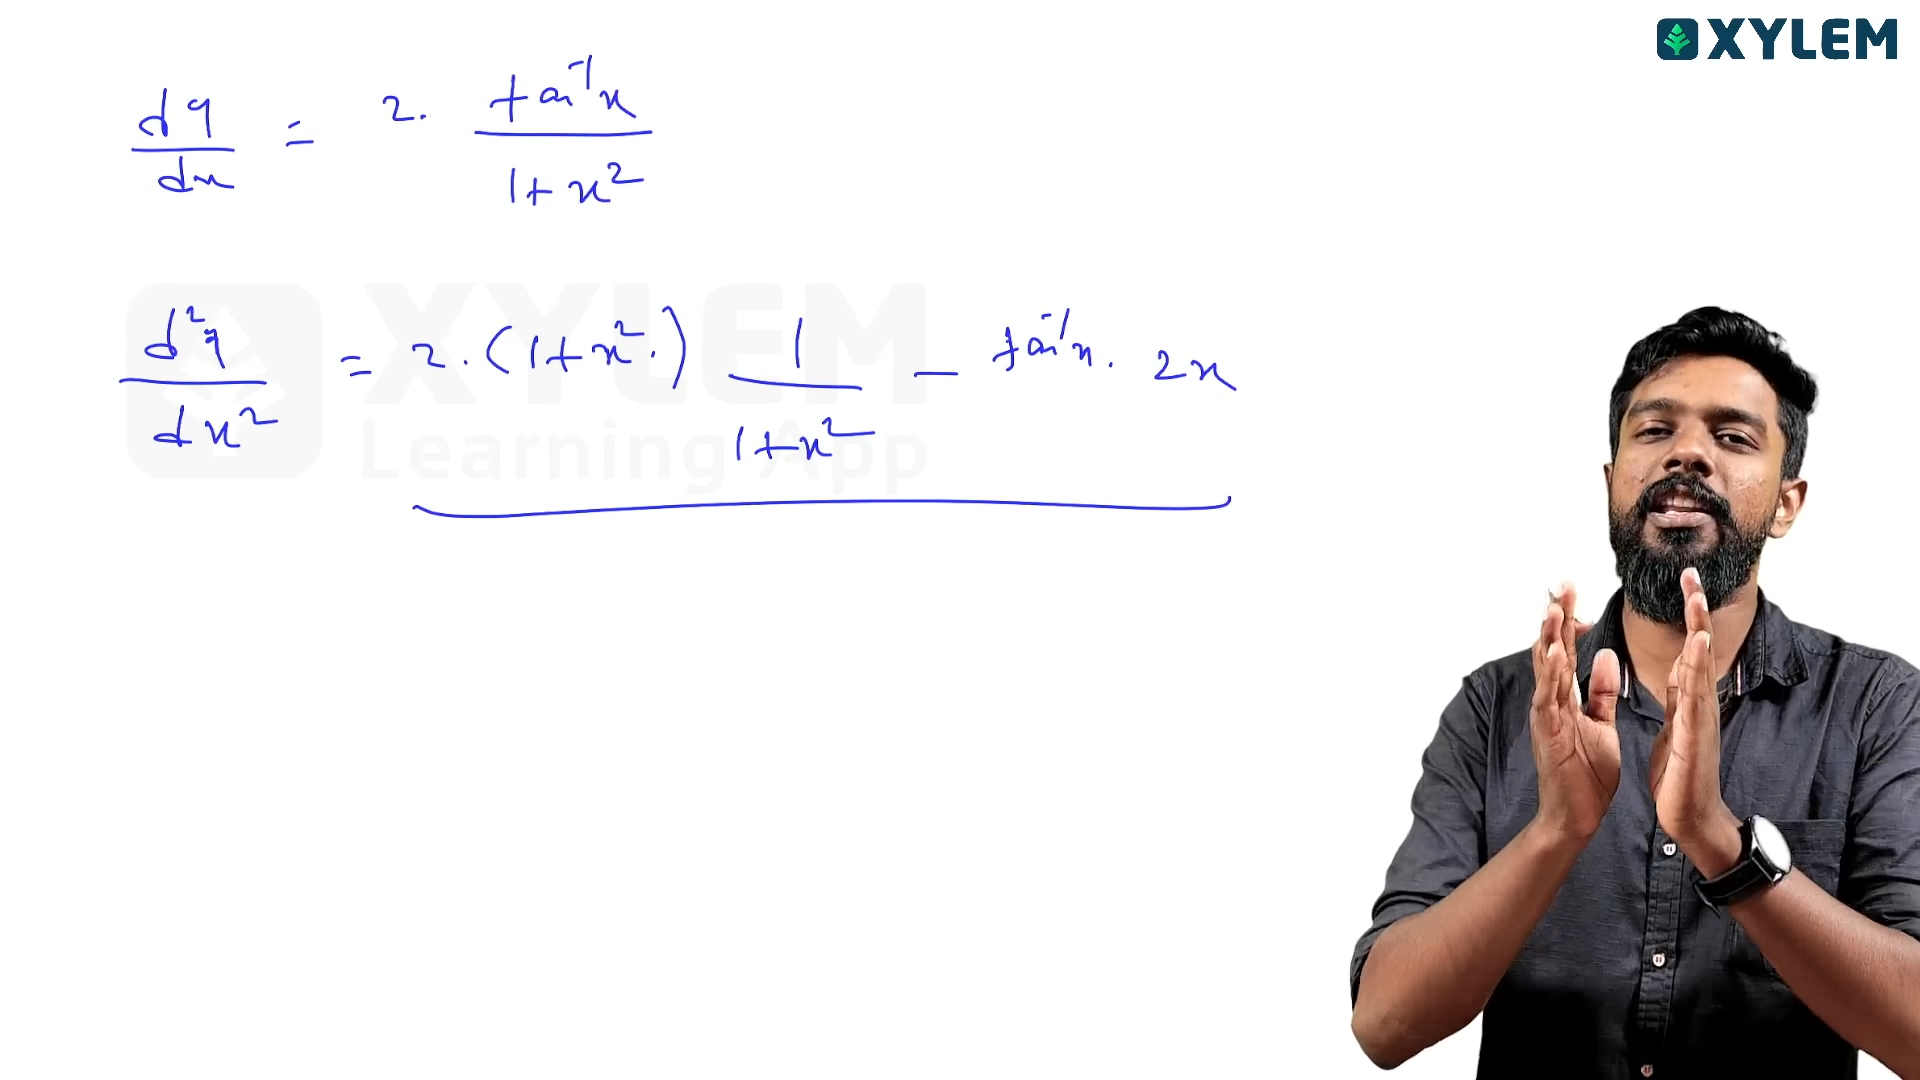 XYLEM
dy/dx = 2. tan⁻¹x / 1+x²
XYLEM
Learning App
d²y/dx² = 2. (1+x².) 1/1+x² – tan⁻¹x. 2x